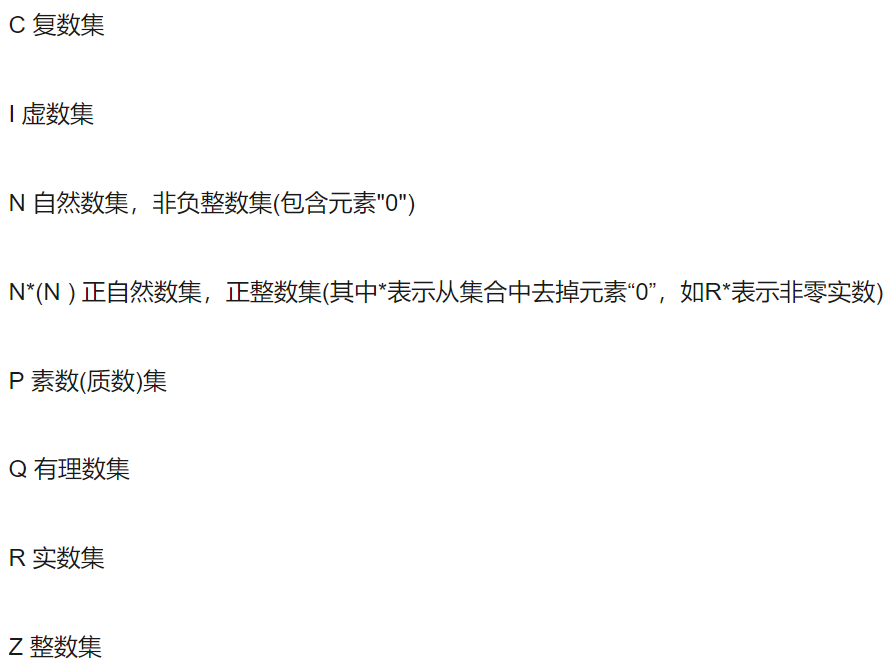 C 复数集
I 虚数集
N 自然数集，非负整数集(包含元素"0")
N*(N ) 正自然数集，正整数集(其中*表示从集合中去掉元素“0”，如R*表示非零实数)
P 素数(质数)集
Q 有理数集
R 实数集
Z 整数集